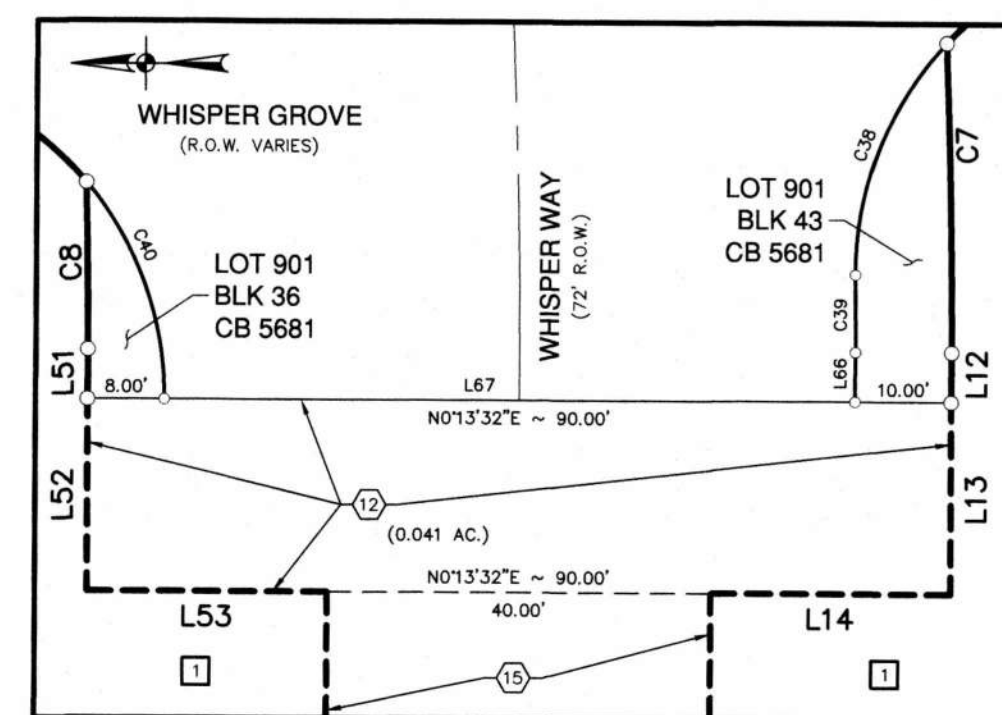 WHISPER GROVE
(R.O.W. VARIES)
C38
C7
WHISPER WAY
(72' R.O.W.)
LOT 901
BLK 43
CB 5681
C40
C8
LOT 901
BLK 36
CB 5681
C39
L51
8.00'
L67
L66
10.00'
L12
N0°13'32"E ~ 90.00'
L52
12
L13
(0.041 AC.)
N0°13'32"E ~ 90.00'
L53
40.00'
L14
1
15
1